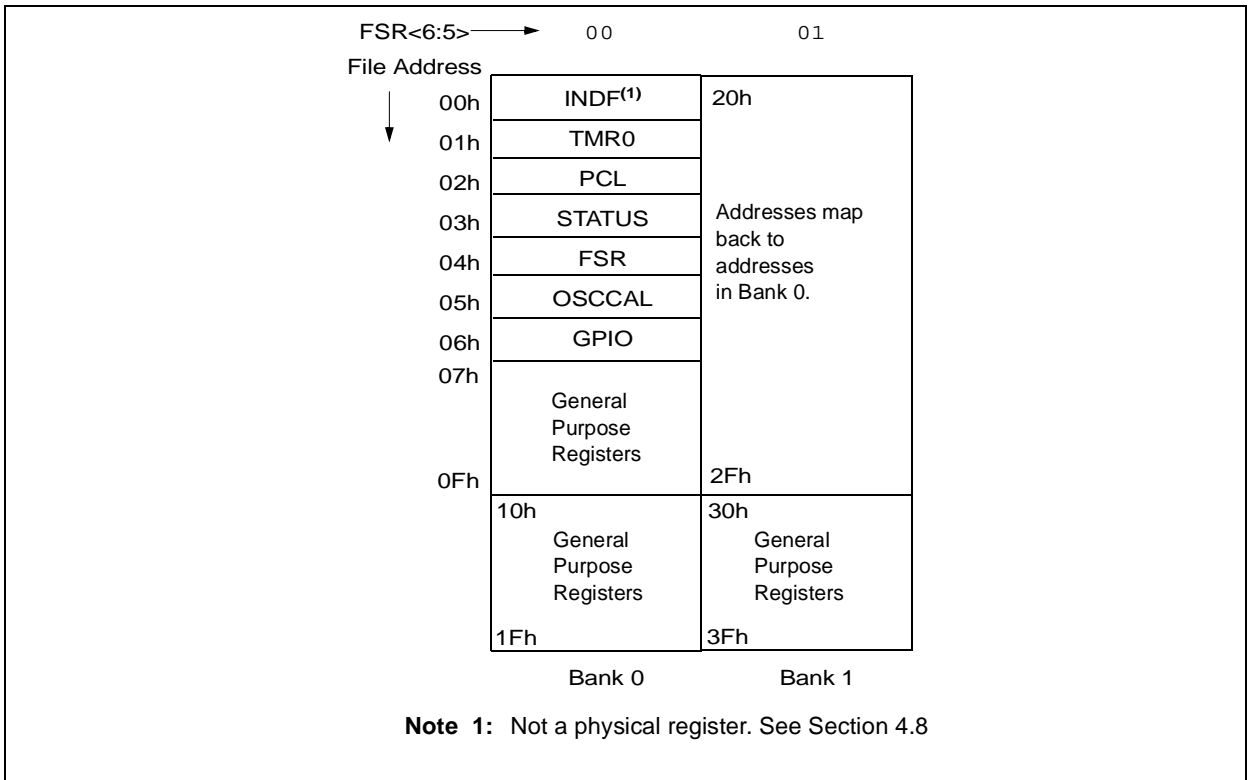 FSR<6:5> 00 01
File Address
00h INDF(1) 20h
01h TMR0
02h PCL
03h STATUS
04h FSR
05h OSCCAL
06h GPIO
Addresses map
back to
addresses
in Bank 0.
07h
General
Purpose
Registers
0Fh 2Fh
10h 30h
General
Purpose
Registers
General
Purpose
Registers
1Fh 3Fh
Bank 0 Bank 1
Note 1: Not a physical register. See Section 4.8